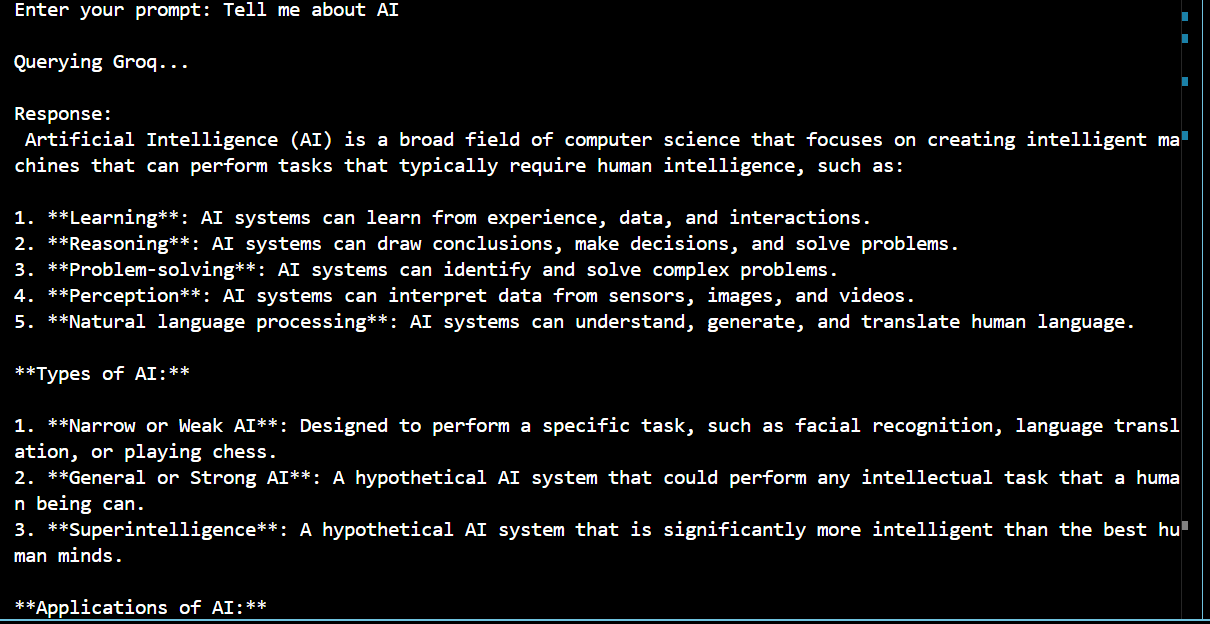 Enter your prompt: Tell me about AI
Querying Groq...
Response:
Artificial Intelligence (AI) is a broad field of computer science that focuses on creating intelligent ma
chines that can perform tasks that typically require human intelligence, such as:
1. **Learning**: AI systems can learn from experience, data, and interactions.
2. **Reasoning**: AI systems can draw conclusions, make decisions, and solve problems.
3. **Problem-solving**: AI systems can identify and solve complex problems.
4. **Perception**: AI systems can interpret data from sensors, images, and videos.
5. **Natural language processing**: AI systems can understand, generate, and translate human language.
**Types of AI:**
1. **Narrow or Weak AI**: Designed to perform a specific task, such as facial recognition, language transl
ation, or playing chess.
2. **General or Strong AI**: A hypothetical AI system that could perform any intellectual task that a huma
n being can.
3. **Superintelligence**: A hypothetical AI system that is significantly more intelligent than the best hu
man minds.
**Applications of AI:**